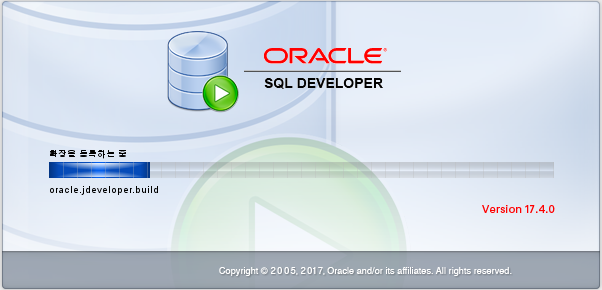 ORACLE®
SQL DEVELOPER
확장을 등록하는 중
oracle.jdeveloper.build
Version 17.4.0
Copyright © 2005, 2017, Oracle and/or its affiliates. All rights reserved.